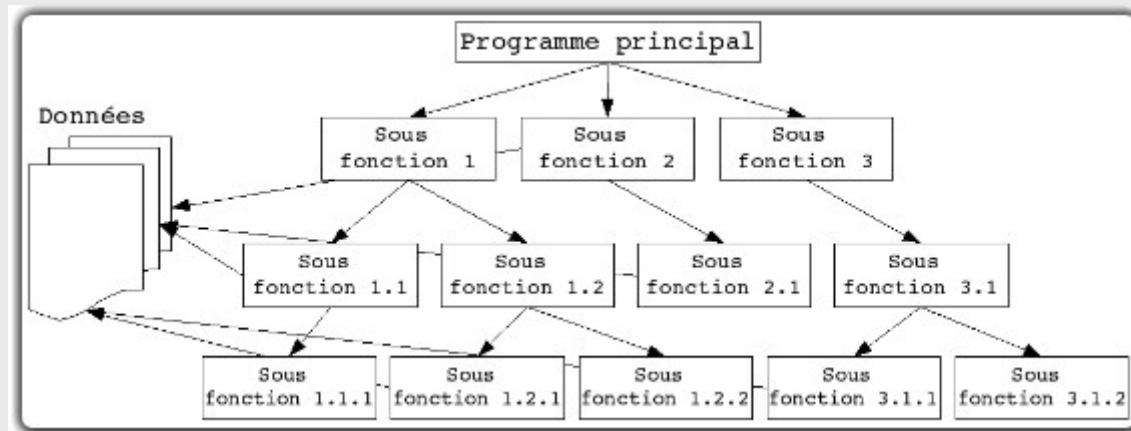 Programme principal
Données
Sous
fonction 1
Sous
fonction 2
Sous
fonction 3
Sous
fonction 1.1
Sous
fonction 1.2
Sous
fonction 2.1
Sous
fonction 3.1
Sous
fonction 1.1.1
Sous
fonction 1.2.1
Sous
fonction 1.2.2
Sous
fonction 3.1.1
Sous
fonction 3.1.2